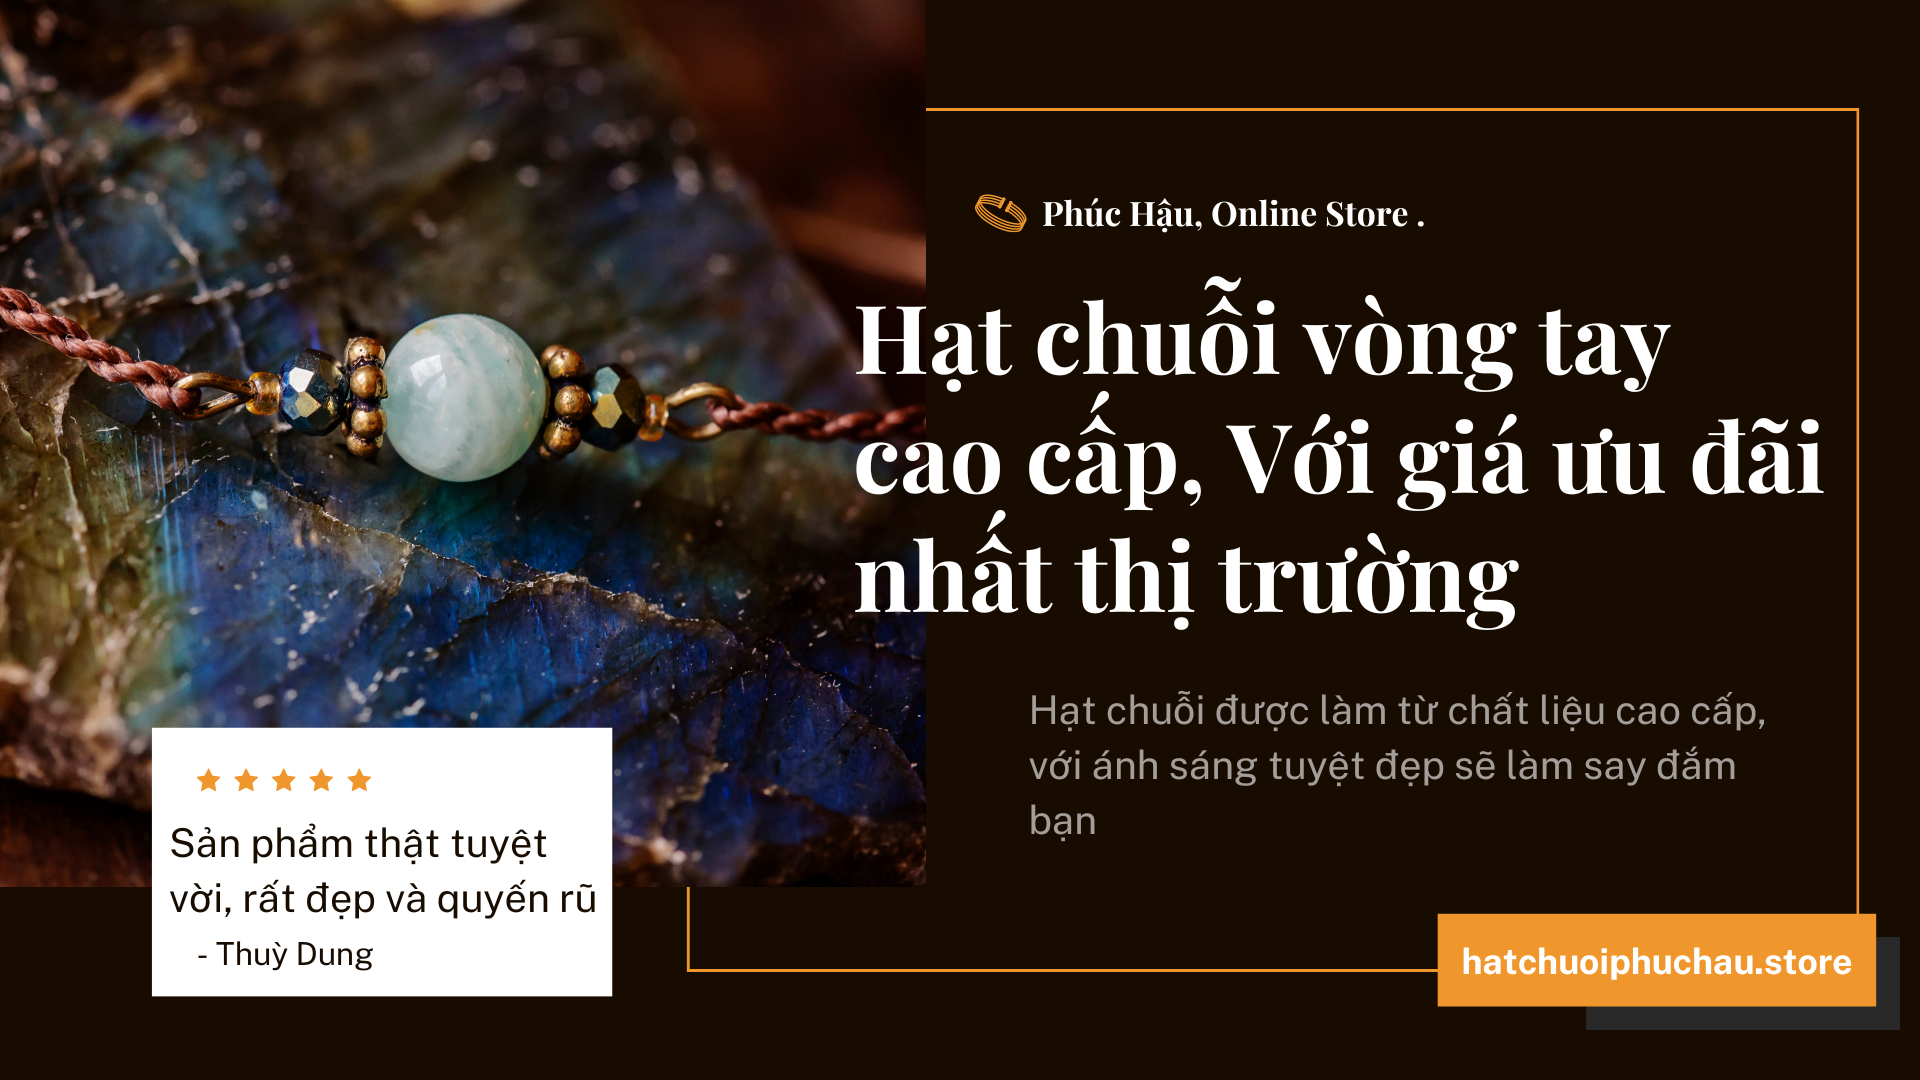 Phúc Hậu, Online Store .
Hạt chuỗi vòng tay
cao cấp, Với giá ưu đãi
nhất thị trường
Hạt chuỗi được làm từ chất liệu cao cấp,
với ánh sáng tuyệt đẹp sẽ làm say đắm
bạn
Sản phẩm thật tuyệt
vời, rất đẹp và quyến rũ
- Thuỳ Dung
hatchuoiphuchau.store